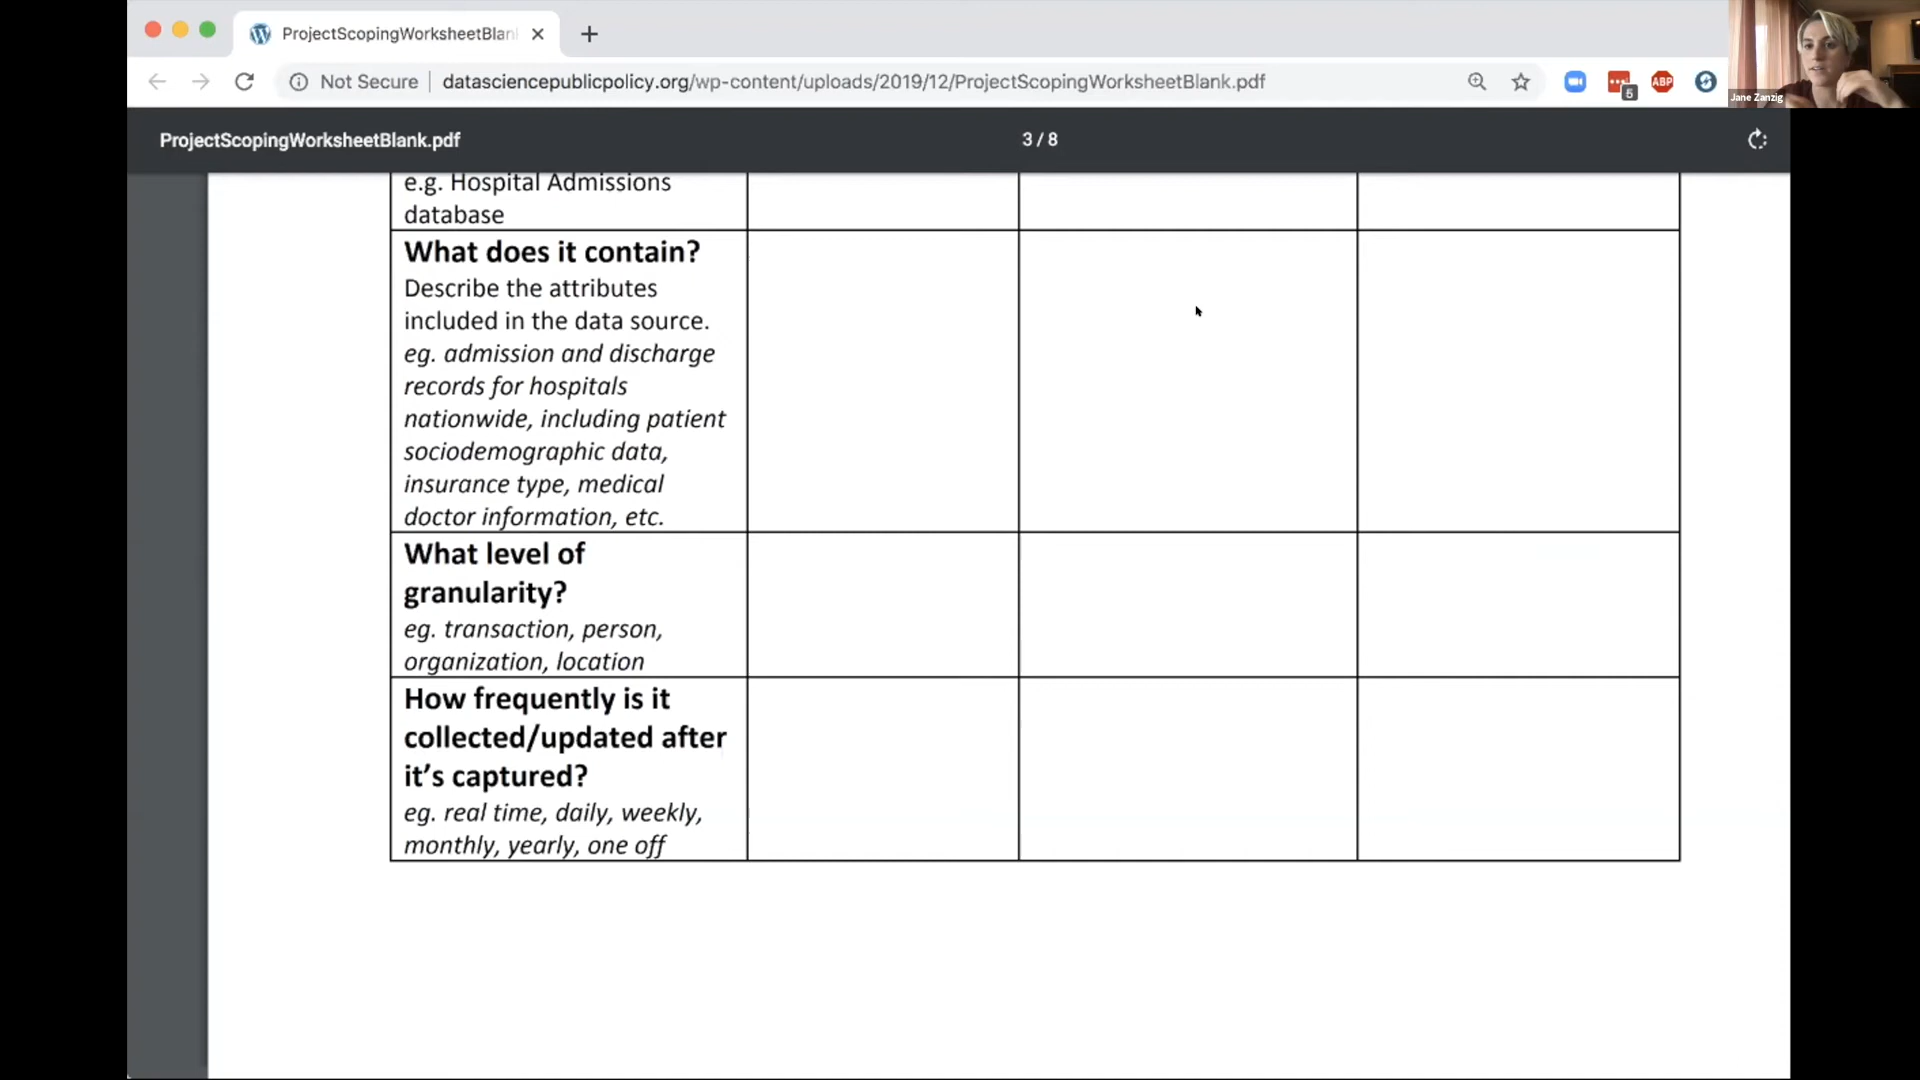 ProjectScopingWorksheetBlan
Not Secure
datasciencepublicpolicy.org/wp-content/uploads/2019/12/ProjectScopingWorksheetBlank.pdf
5
ABP
Jane Zanzig
ProjectScopingWorksheetBlank.pdf
3 / 8
e.g. Hospital Admissions
database
What does it contain?
Describe the attributes
included in the data source.
eg. admission and discharge
records for hospitals
nationwide, including patient
sociodemographic data,
insurance type, medical
doctor information, etc.
What level of
granularity?
eg. transaction, person,
organization, location
How frequently is it
collected/updated after
it’s captured?
eg. real time, daily, weekly,
monthly, yearly, one off